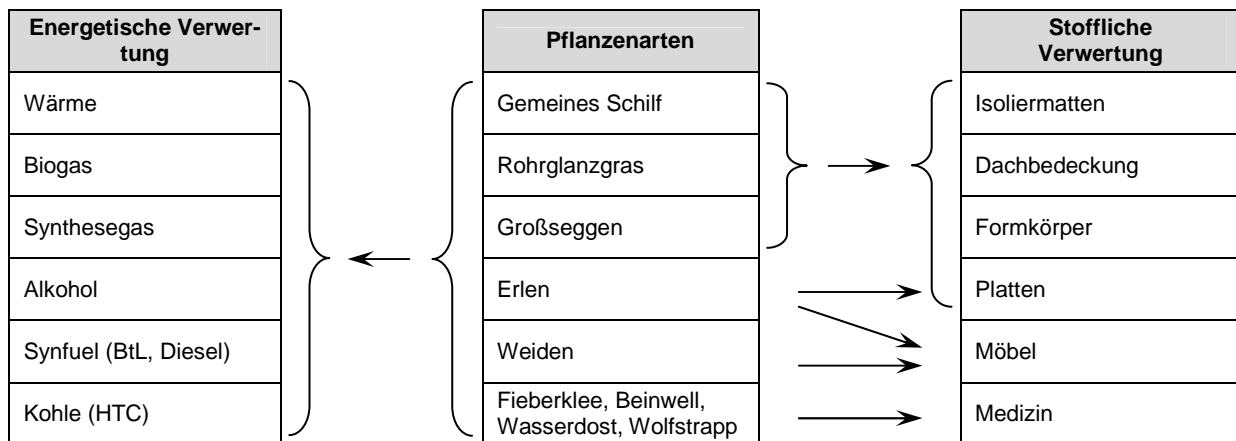 Energetische Verwer-
tung
Wärme
Biogas
Synthesegas
Alkohol
Synfuel (BtL, Diesel)
Kohle (HTC)
Pflanzenarten
Gemeines Schilf
Rohrglanzgras
Großseggen
Erlen
Weiden
Fieberklee, Beinwell,
Wasserdost, Wolfstrapp
Stoffliche
Verwertung
Isoliermatten
Dachbedeckung
Formkörper
Platten
Möbel
Medizin